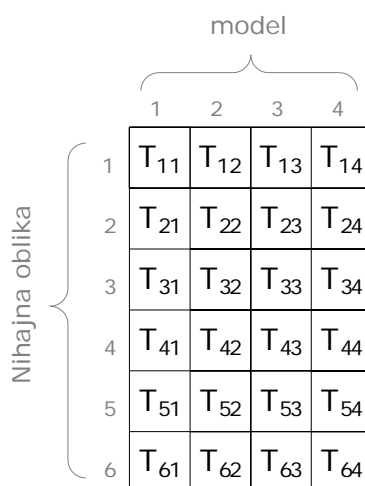 model
1 2 3 4
Nihajna oblika
1 T11 T12 T13 T14
2 T21 T22 T23 T24
3 T31 T32 T33 T34
4 T41 T42 T43 T44
5 T51 T52 T53 T54
6 T61 T62 T63 T64